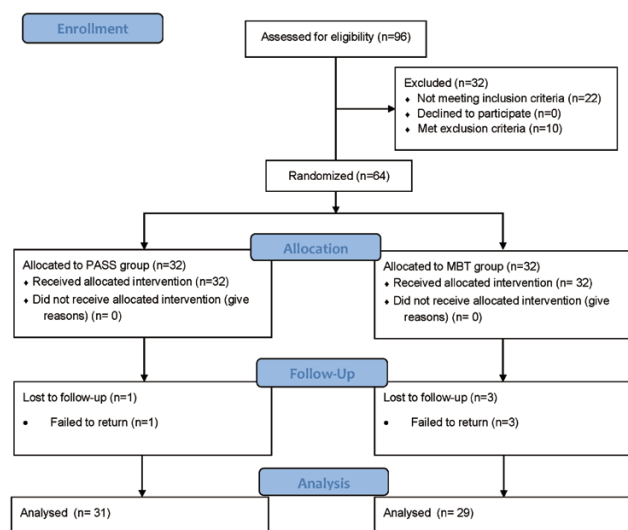 Enrollment
Assessed for eligibility (n=96)
Excluded (n=32)
♦ Not meeting inclusion criteria (n=22)
♦ Declined to participate (n=0)
♦ Met exclusion criteria (n=10)
Randomized (n=64)
Allocation
Allocated to PASS group (n=32)
♦ Received allocated intervention (n=32)
♦ Did not receive allocated intervention (give
reasons) (n= 0)
Allocated to MBT group (n=32)
♦ Received allocated intervention (n= 32)
♦ Did not receive allocated intervention (give
reasons) (n= 0)
Follow-Up
Lost to follow-up (n=1)
• Failed to return (n=1)
Lost to follow-up (n=3)
• Failed to return (n=3)
Analysis
Analysed (n= 31)
Analysed (n= 29)